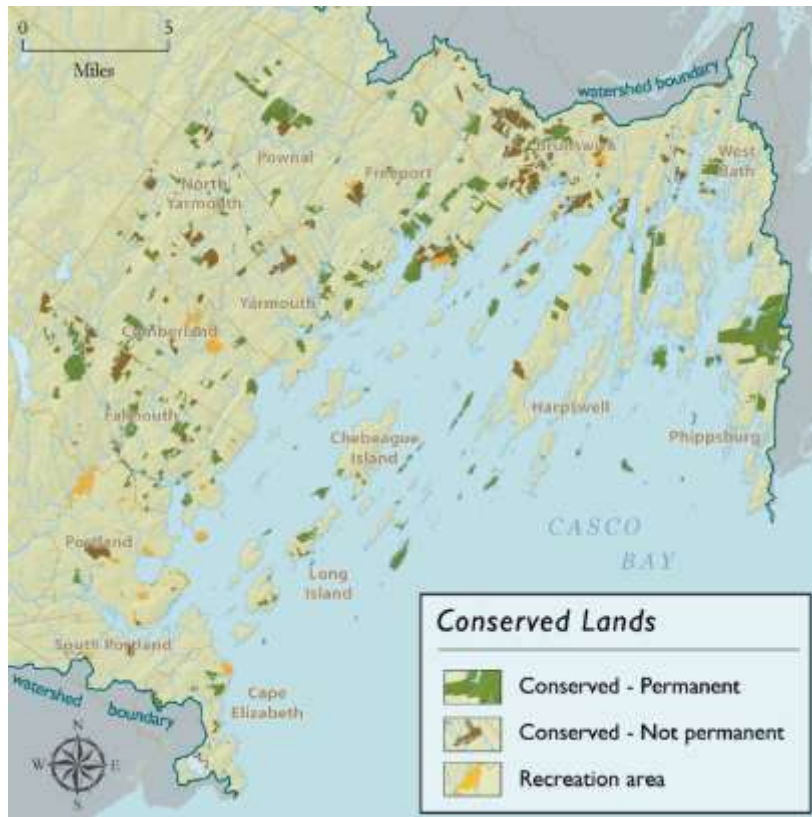 0 5
Miles
watershed boundary
Brunswick
West
Bath
Pownal
Freeport
North
Yarmouth
Yarmouth
Cumberland
Falmouth
Harpswell
Chebeague
Island
Phippsburg
CASCO
BAY
Portland
Long
Island
South Portland
Cape
Elizabeth
watershed boundary
N
W E
S
Conserved Lands
Conserved - Permanent
Conserved - Not permanent
Recreation area